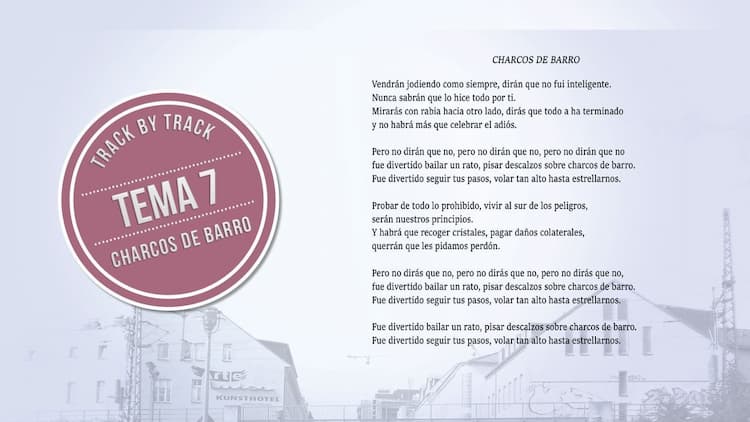 TRACK BY TRACK
TEMA 7
CHARCOS DE BARRO
CHARCOS DE BARRO
Vendrán jodiendo como siempre, dirán que no fui inteligente.
Nunca sabrán que lo hice todo por ti.
Mirarás con rabia hacia otro lado, dirás que todo a ha terminado
y no habrá más que celebrar el adiós.
Pero no dirán que no, pero no dirán que no, pero no dirán que no
fue divertido bailar un rato, pisar descalzos sobre charcos de barro.
Fue divertido seguir tus pasos, volar tan alto hasta estrellarnos.
Probar de todo lo prohibido, vivir al sur de los peligros,
serán nuestros principios.
Y habrá que recoger cristales, pagar daños colaterales,
querrán que les pidamos perdón.
Pero no dirás que no, pero no dirás que no, pero no dirás que no,
fue divertido bailar un rato, pisar descalzos sobre charcos de barro.
Fue divertido seguir tus pasos, volar tan alto hasta estrellarnos.
Fue divertido bailar un rato, pisar descalzos sobre charcos de barro.
Fue divertido seguir tus pasos, volar tan alto hasta estrellarnos.
KUNSTHOTEL